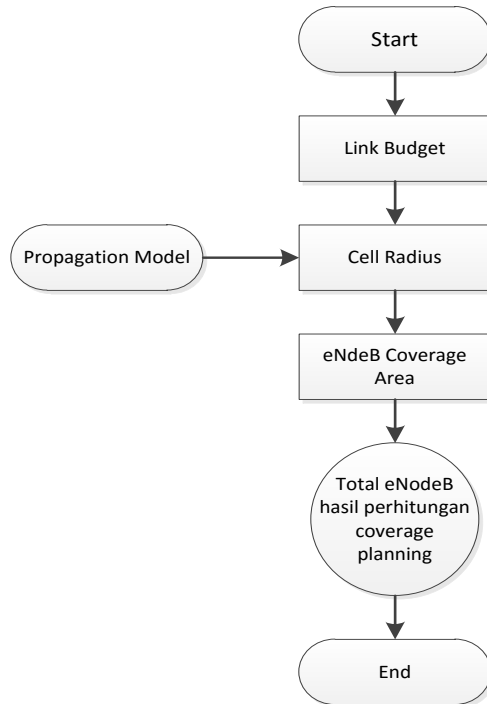 Start
Link Budget
Propagation Model
Cell Radius
eNdeB Coverage
Area
Total eNodeB
hasil perhitungan
coverage
planning
End